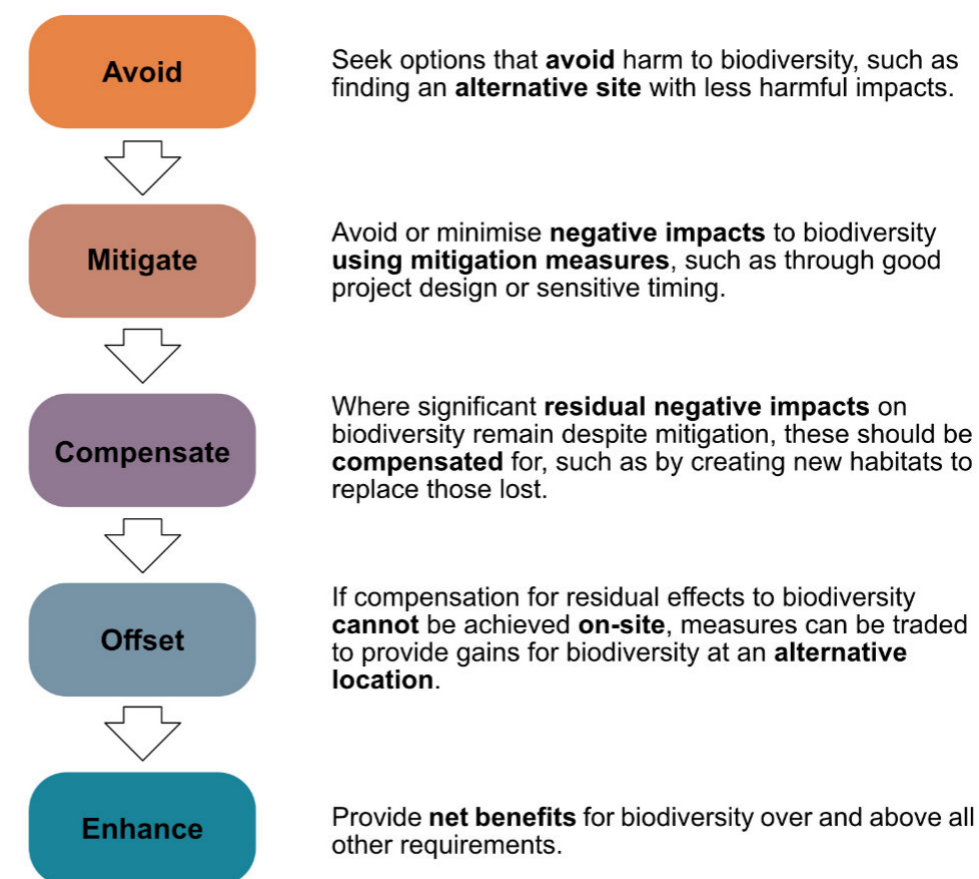 Avoid
Seek options that avoid harm to biodiversity, such as
finding an alternative site with less harmful impacts.
Mitigate
Avoid or minimise negative impacts to biodiversity
using mitigation measures, such as through good
project design or sensitive timing.
Compensate
Where significant residual negative impacts on
biodiversity remain despite mitigation, these should be
compensated for, such as by creating new habitats to
replace those lost.
Offset
If compensation for residual effects to biodiversity
cannot be achieved on-site, measures can be traded
to provide gains for biodiversity at an alternative
location.
Enhance
Provide net benefits for biodiversity over and above all
other requirements.